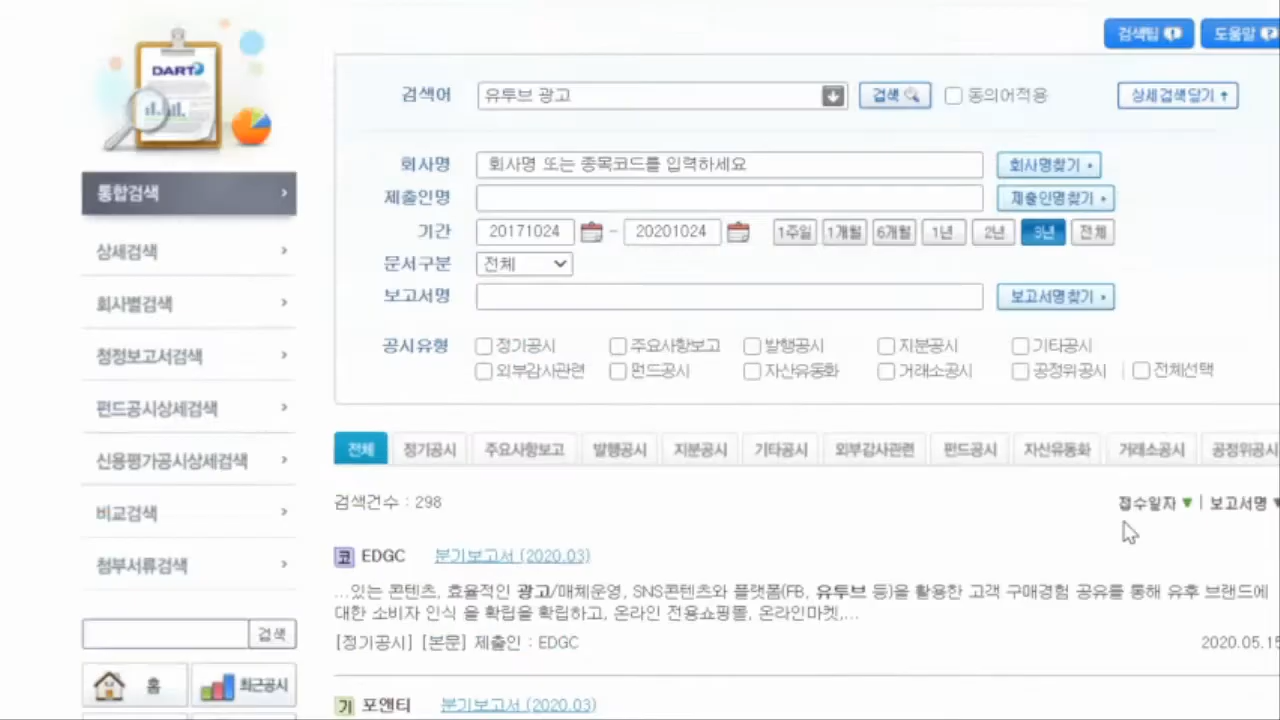 검색팁
도움말
DART
검색어 유투브 광고 검색 동의어적용 상세검색닫기
회사명 회사명 또는 종목코드를 입력하세요 회사명찾기
제출인명 제출인명찾기
기간 20171024 - 20201024 1주일 1개월 6개월 1년 2년 3년 전체
문서구분 전체
보고서명 보고서명찾기
공시유형 정기공시 주요사항보고 발행공시 지분공시 기타공시
외부감사관련 펀드공시 자산유동화 거래소공시 공정위공시 | 전체선택
통합검색
상세검색
회사별검색
정정보고서검색
펀드공시상세검색
신용평가공시상세검색
비교검색
첨부서류검색
검색
홈 최근공시
전체 정기공시 주요사항보고 발행공시 지분공시 기타공시 외부감사관련 펀드공시 자산유동화 거래소공시 공정위공시
검색건수 : 298 접수일자 ▼ | 보고서명 ▼
코 EDGC 분기보고서 (2020.03)
...있는 콘텐츠, 효율적인 광고/매체운영, SNS콘텐츠와 플랫폼(FB, 유투브 등)을 활용한 고객 구매경험 공유를 통해 유후 브랜드에
대한 소비자 인식 을 확립을 확립하고, 온라인 전용쇼핑몰, 온라인마켓,...
[정기공시] [본문] 제출인 : EDGC 2020.05.15
기 포앤티 분기보고서 (2020.03)